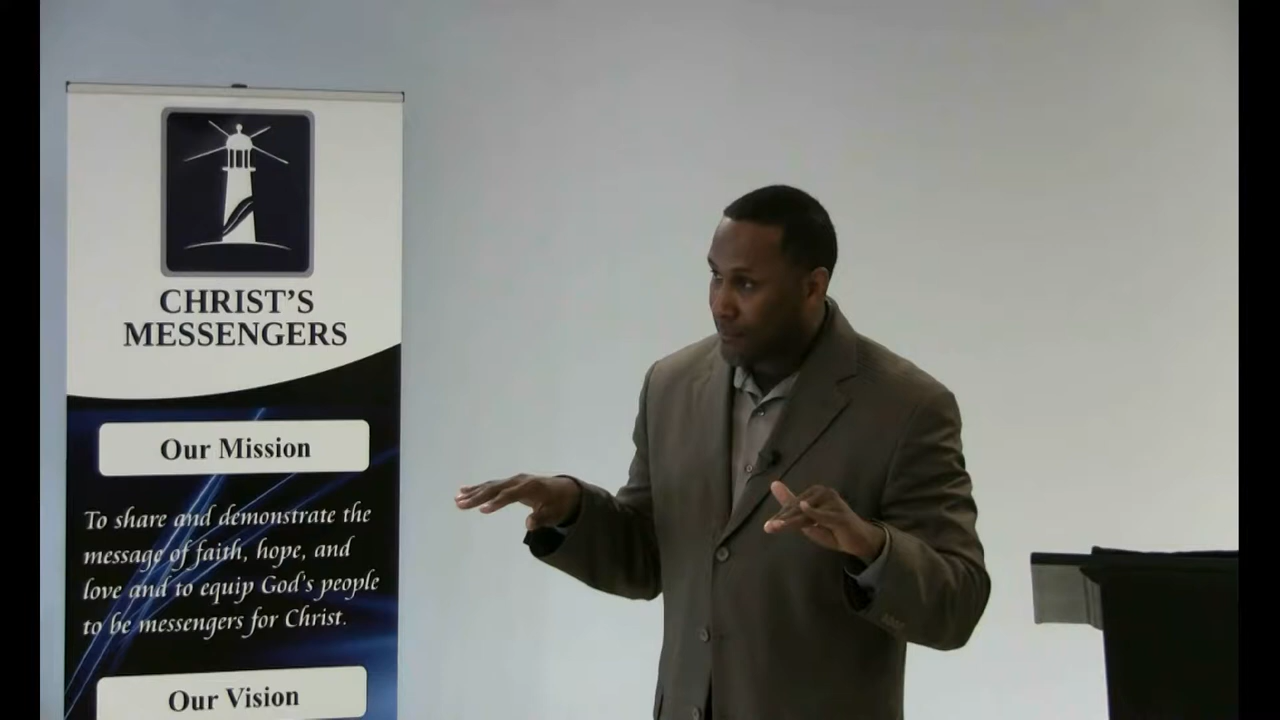 CHRIST'S
MESSENGERS
Our Mission
To share and demonstrate the
message of faith, hope, and
love and to equip God's people
to be messengers for Christ.
Our Vision